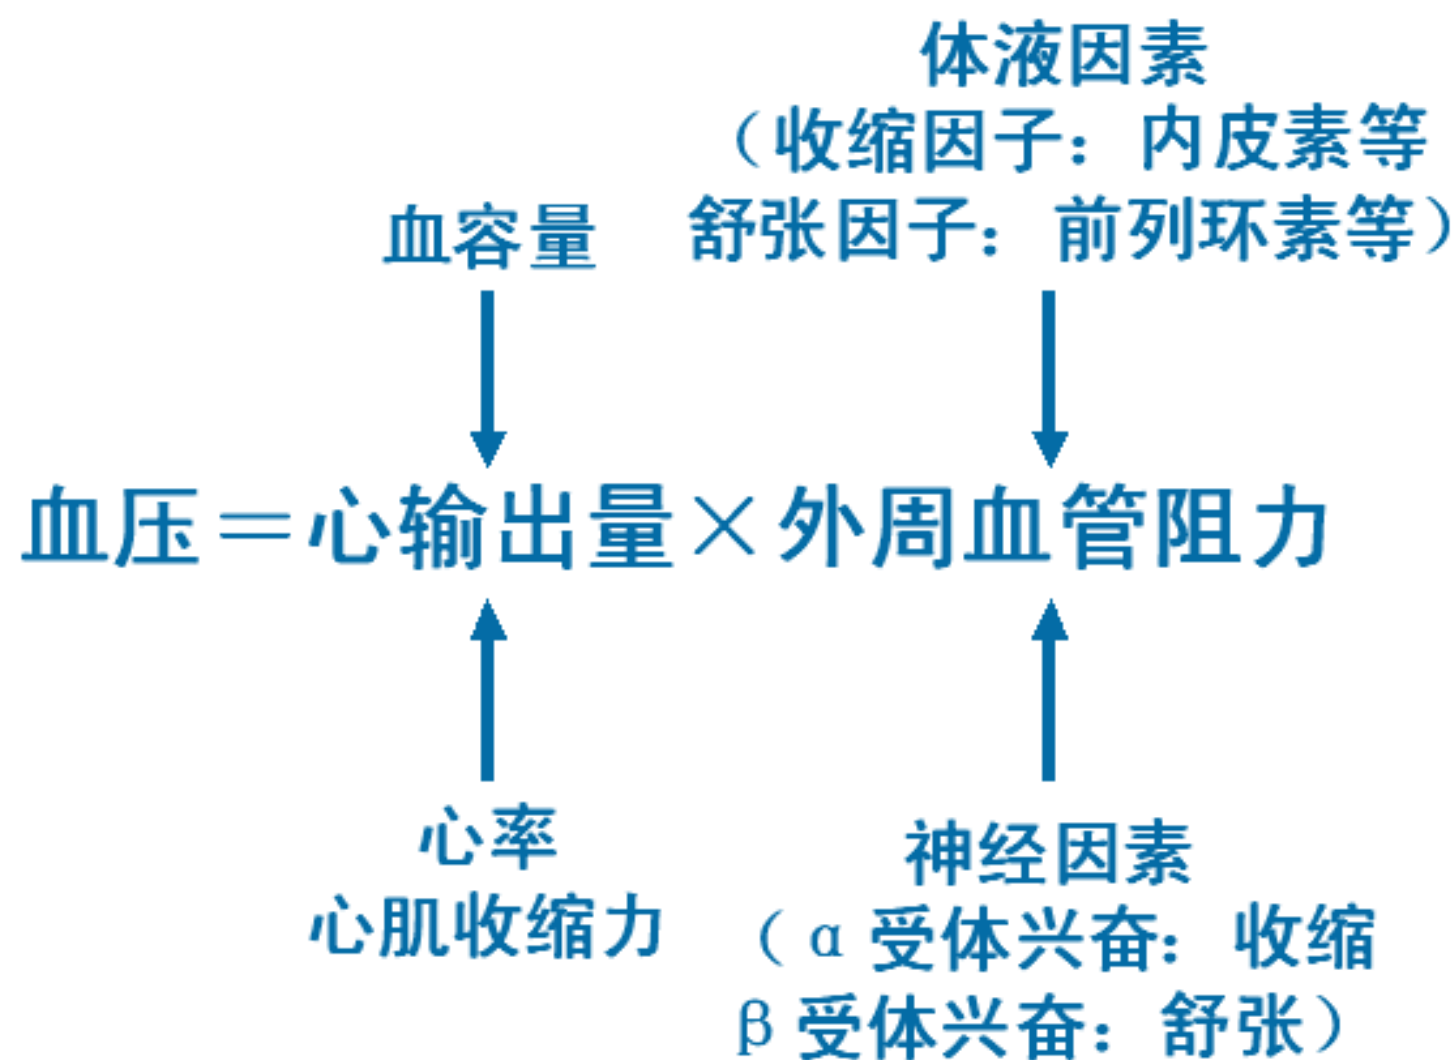 体液因素
（收缩因子：内皮素等
舒张因子：前列环素等）
血容量
血压＝心输出量×外周血管阻力
心率
心肌收缩力
神经因素
（α受体兴奋：收缩
β受体兴奋：舒张）